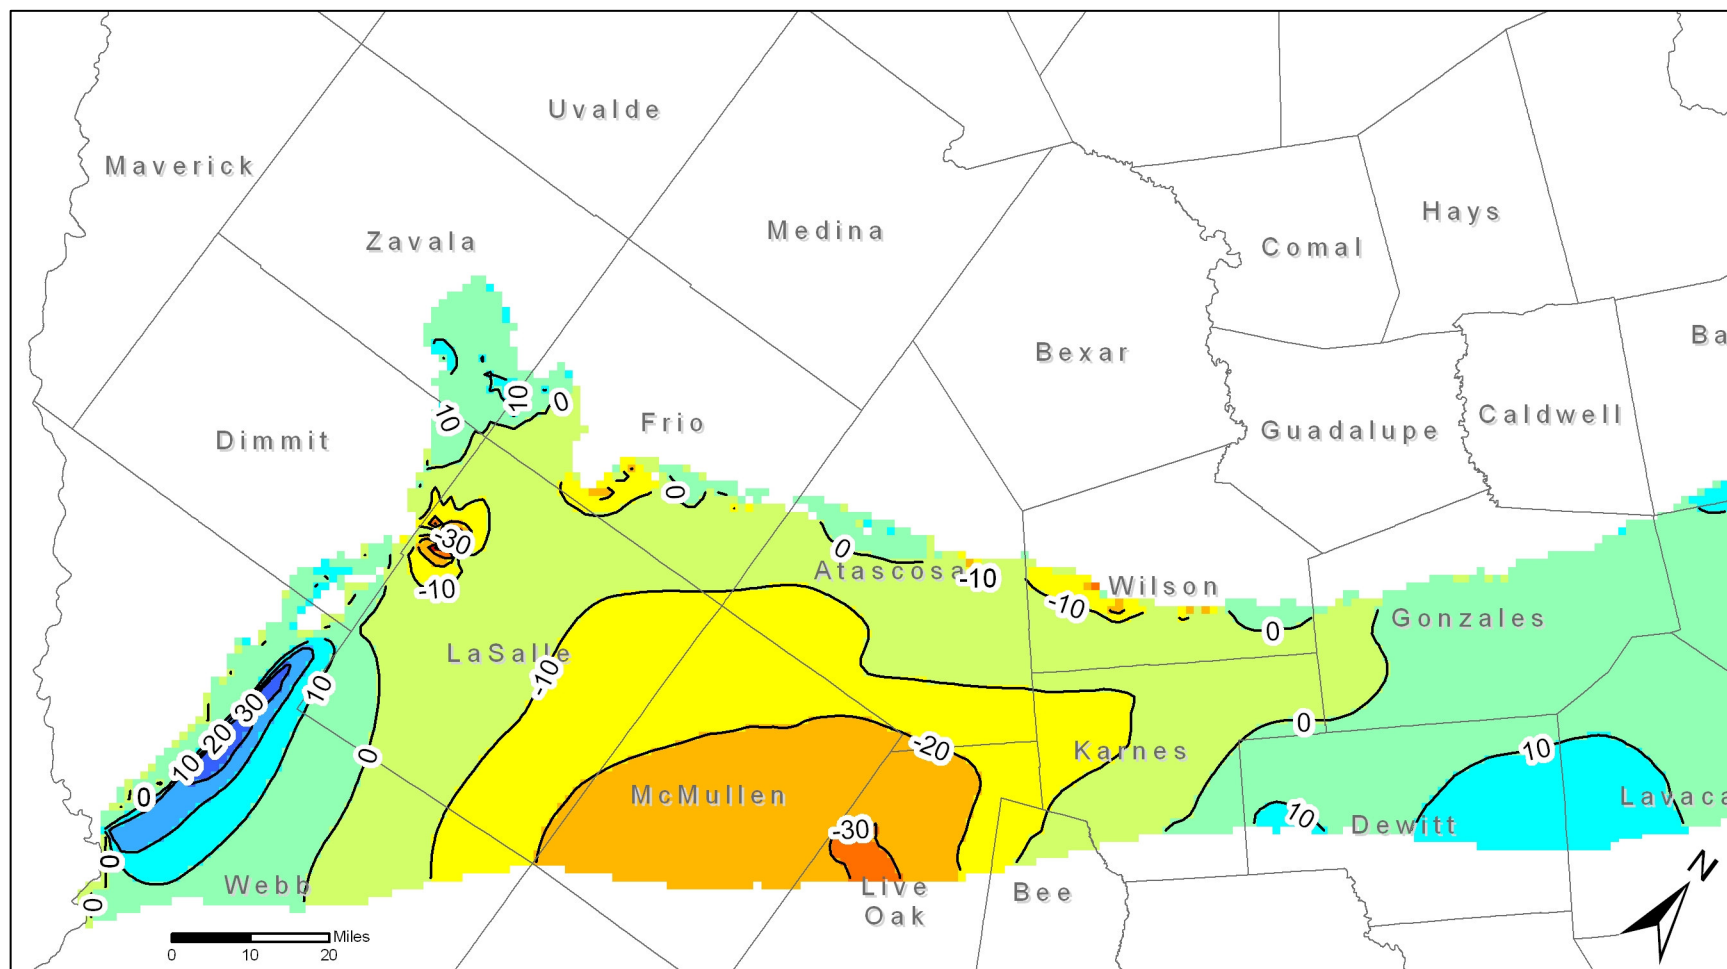 Uvalde
Maverick
Hays
Medina
Zavala
Comal
Ba
Bexar
10
0
10
Frio
Caldwell
Guadalupe
Dimmit
0
-30
0
Atascosa
-10
-10
Wilson
-10
Gonzales
0
LaSalle
-10
10
30
0
20
-20
10
0
Karnes
10
McMullen
0
Lavaca
10
Dewitt
-30
0
Webb
Live
Oak
Bee
0
N
Miles
0
10
20